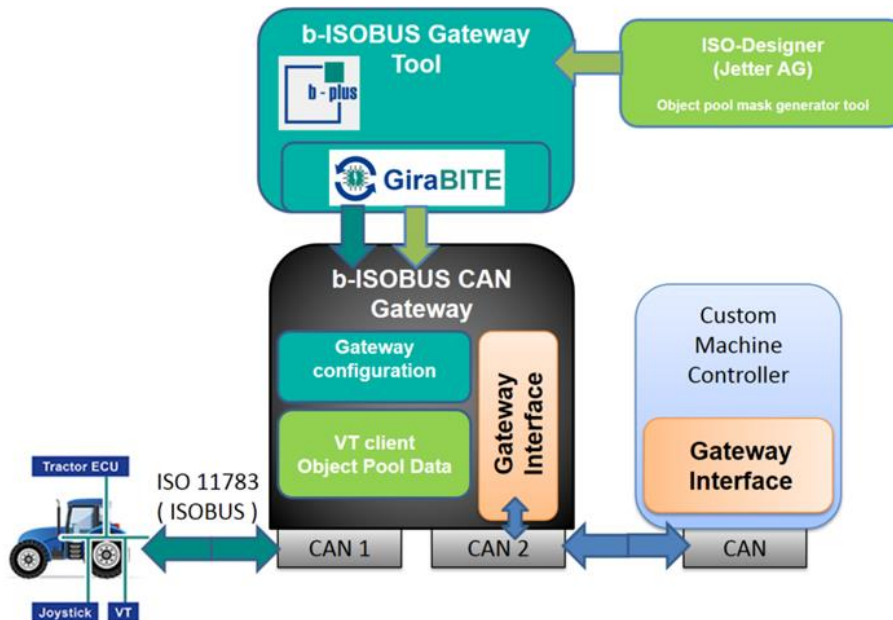 b-ISOBUS Gateway
Tool
b - plus
GiraBITE
ISO-Designer
(Jetter AG)
Object pool mask generator tool
b-ISOBUS CAN
Gateway
Gateway
configuration
VT client
Object Pool Data
Gateway
Interface
CAN 1
CAN 2
Custom
Machine
Controller
Gateway
Interface
CAN
Tractor ECU
ISO 11783
( ISOBUS )
Joystick
VT